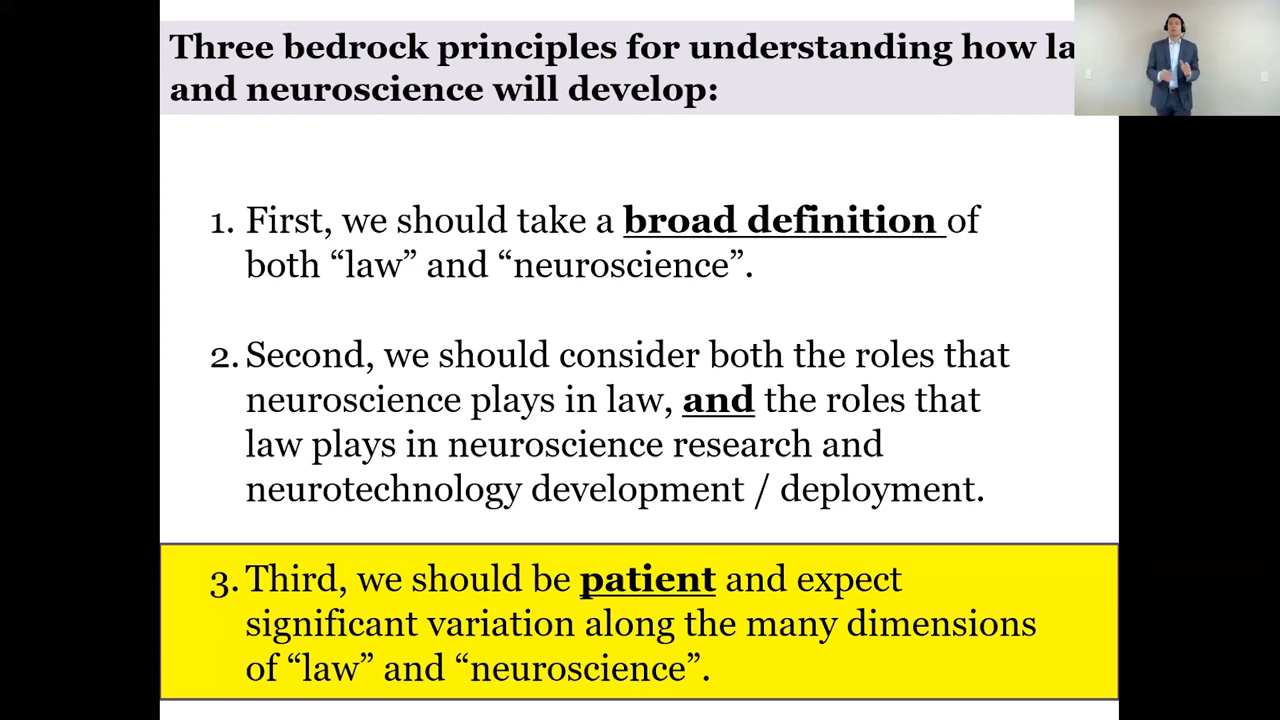 Three bedrock principles for understanding how la
and neuroscience will develop:
1. First, we should take a broad definition of
both “law” and “neuroscience”.
2. Second, we should consider both the roles that
neuroscience plays in law, and the roles that
law plays in neuroscience research and
neurotechnology development / deployment.
3. Third, we should be patient and expect
significant variation along the many dimensions
of “law” and “neuroscience”.